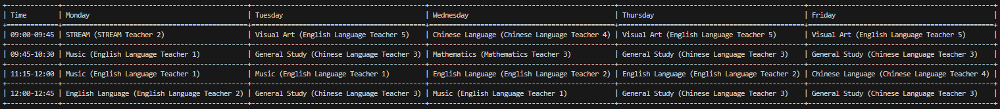 | Time | Monday | Tuesday | Wednesday | Thursday | Friday |
| 09:00-09:45 | STREAM (STREAM Teacher 2) | Visual Art (English Language Teacher 5) | Chinese Language (Chinese Language Teacher 4) | Visual Art (English Language Teacher 5) | Visual Art (English Language Teacher 5) |
| 09:45-10:30 | Music (English Language Teacher 1) | General Study (Chinese Language Teacher 3) | Mathematics (Mathematics Teacher 3) | General Study (Chinese Language Teacher 3) | General Study (Chinese Language Teacher 3) |
| 11:15-12:00 | Music (English Language Teacher 1) | Music (English Language Teacher 1) | English Language (English Language Teacher 2) | English Language (English Language Teacher 2) | Chinese Language (Chinese Language Teacher 4) |
| 12:00-12:45 | English Language (English Language Teacher 2) | General Study (Chinese Language Teacher 3) | Music (English Language Teacher 1) | General Study (Chinese Language Teacher 3) | General Study (Chinese Language Teacher 3) |